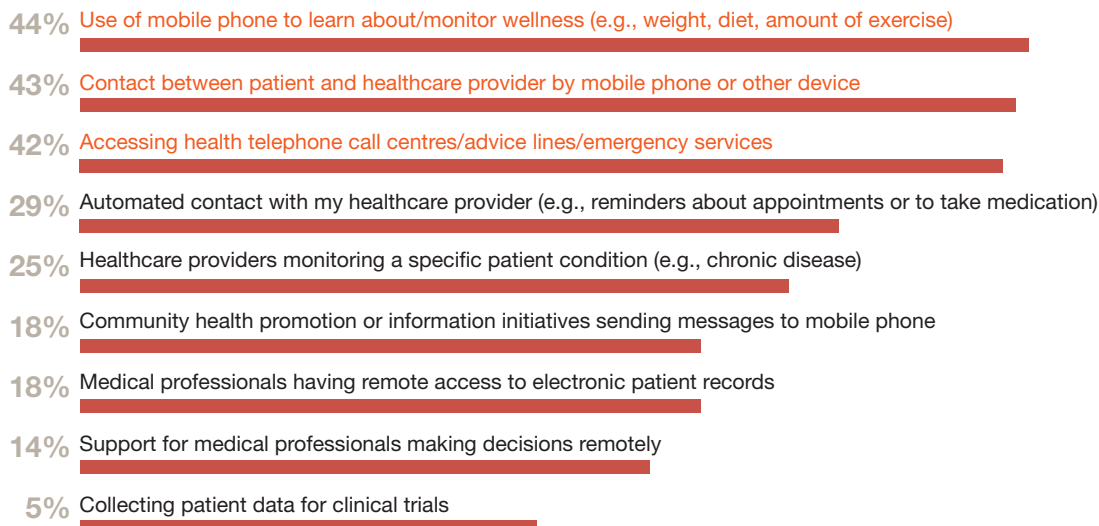 44% Use of mobile phone to learn about/monitor wellness (e.g., weight, diet, amount of exercise)
43% Contact between patient and healthcare provider by mobile phone or other device
42% Accessing health telephone call centres/advice lines/emergency services
29% Automated contact with my healthcare provider (e.g., reminders about appointments or to take medication)
25% Healthcare providers monitoring a specific patient condition (e.g., chronic disease)
18% Community health promotion or information initiatives sending messages to mobile phone
18% Medical professionals having remote access to electronic patient records
14% Support for medical professionals making decisions remotely
5% Collecting patient data for clinical trials